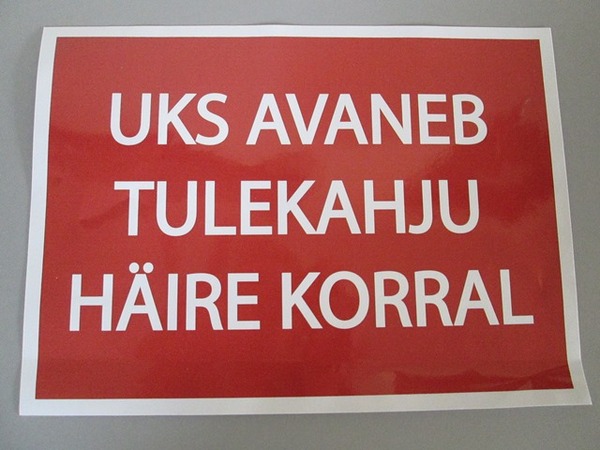 UKS AVANEB
TULEKAHJU
HÄIRE KORRAL